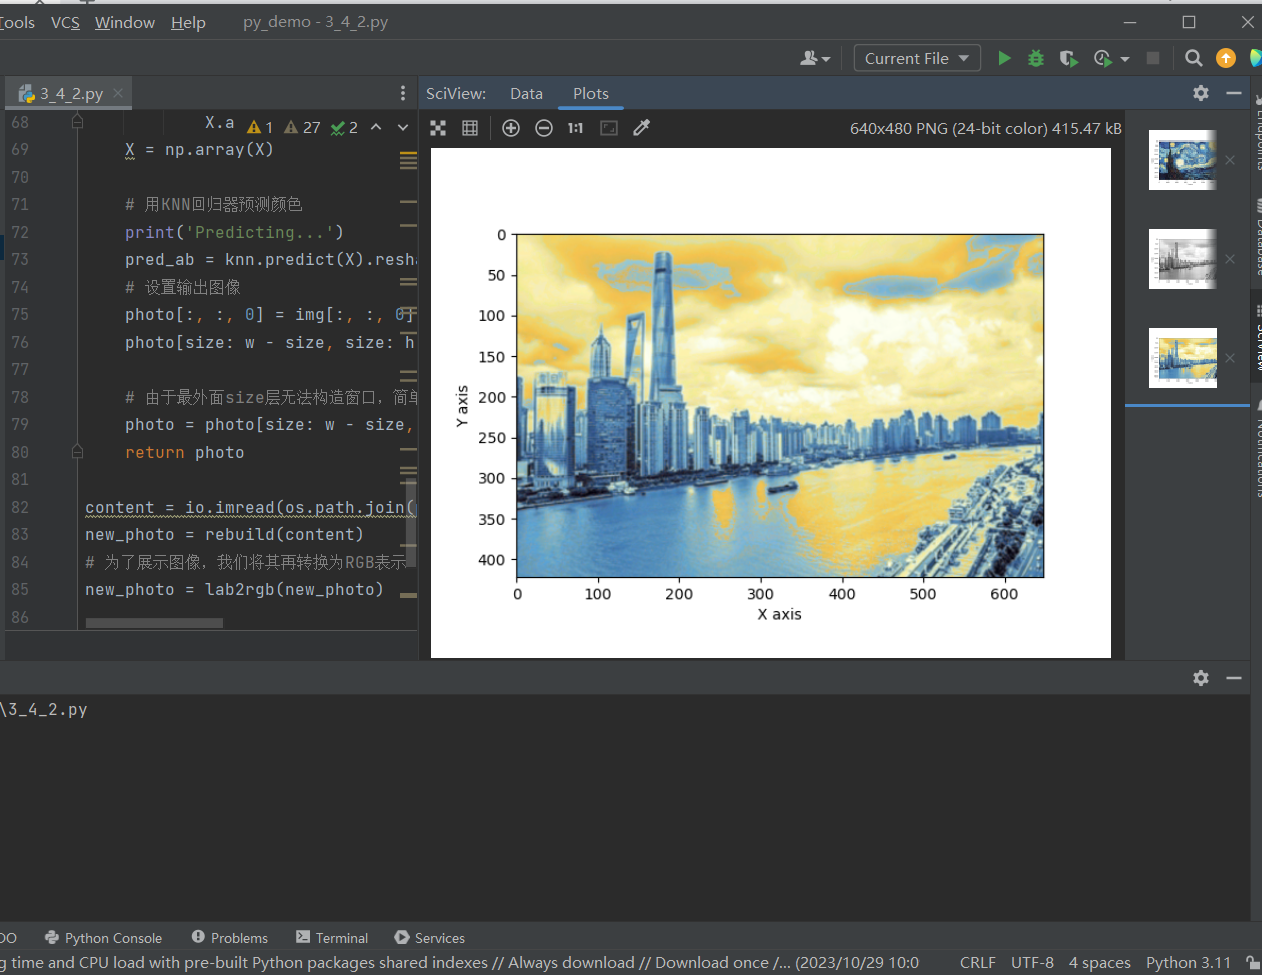 Tools VCS Window Help py_demo - 3_4_2.py
Current File
3_4_2.py
SciView: Data Plots
640x480 PNG (24-bit color) 415.47 kB
1 27 2
68 X.a
69 X = np.array(X)
70
71 # 用KNN回归器预测颜色
72 print('Predicting...')
73 pred_ab = knn.predict(X).resha
74 # 设置输出图像
75 photo[:, :, 0] = img[:, :, 0]
76 photo[size: w - size, size: h
77
78 # 由于最外面size层无法构造窗口，简单
79 photo = photo[size: w - size,
80 return photo
81
82 content = io.imread(os.path.join(
83 new_photo = rebuild(content)
84 # 为了展示图像，我们将其再转换为RGB表示
85 new_photo = lab2rgb(new_photo)
86
1:1
0
50
100
150
200
250
300
350
400
Y axis
0 100 200 300 400 500 600
X axis
Endpoints
Database
SciView
Notifications
\3_4_2.py
DO Python Console Problems Terminal Services
g time and CPU load with pre-built Python packages shared indexes // Always download // Download once /... (2023/10/29 10:0 CRLF UTF-8 4 spaces Python 3.11